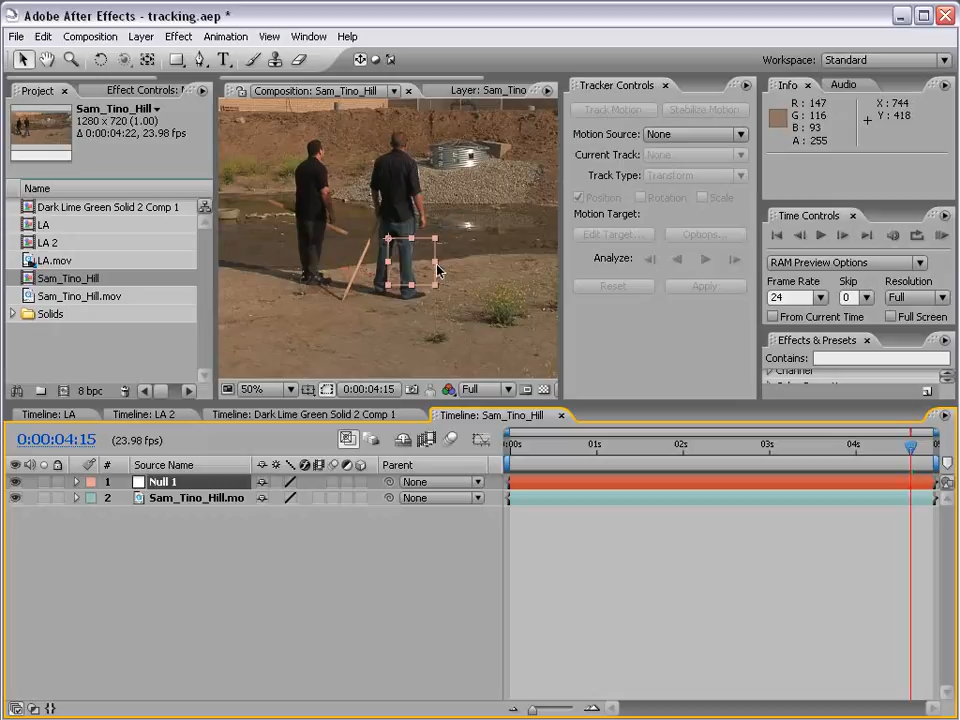 Adobe After Effects - tracking.aep *
File Edit Composition Layer Effect Animation View Window Help
Workspace: Standard
Project × Effect Controls:
Sam_Tino_Hill
1280 x 720 (1.00)
Δ 0:00:04:22, 23.98 fps
Name
Dark Lime Green Solid 2 Comp 1
LA
LA 2
LA.mov
Sam_Tino_Hill
Sam_Tino_Hill.mov
Solids
8 bpc
Composition: Sam_Tino_Hill × Layer: Sam_Tino
50% 0:00:04:15 Full
Tracker Controls ×
Track Motion Stabilize Motion
Motion Source: None
Current Track: None
Track Type: Transform
Position Rotation Scale
Motion Target:
Edit Target... Options...
Analyze:
Reset Apply
Info × Audio
R : 147 X : 744
G : 116 Y : 418
B : 93
A : 255
Time Controls ×
RAM Preview Options
Frame Rate Skip Resolution
24 0 Full
From Current Time Full Screen
Effects & Presets ×
Contains:
Channel
Timeline: LA Timeline: LA 2 Timeline: Dark Lime Green Solid 2 Comp 1 Timeline: Sam_Tino_Hill ×
0:00:04:15 (23.98 fps)
:00s 01s 02s 03s 04s
# Source Name Parent
1 Null 1 None
2 Sam_Tino_Hill.mo None